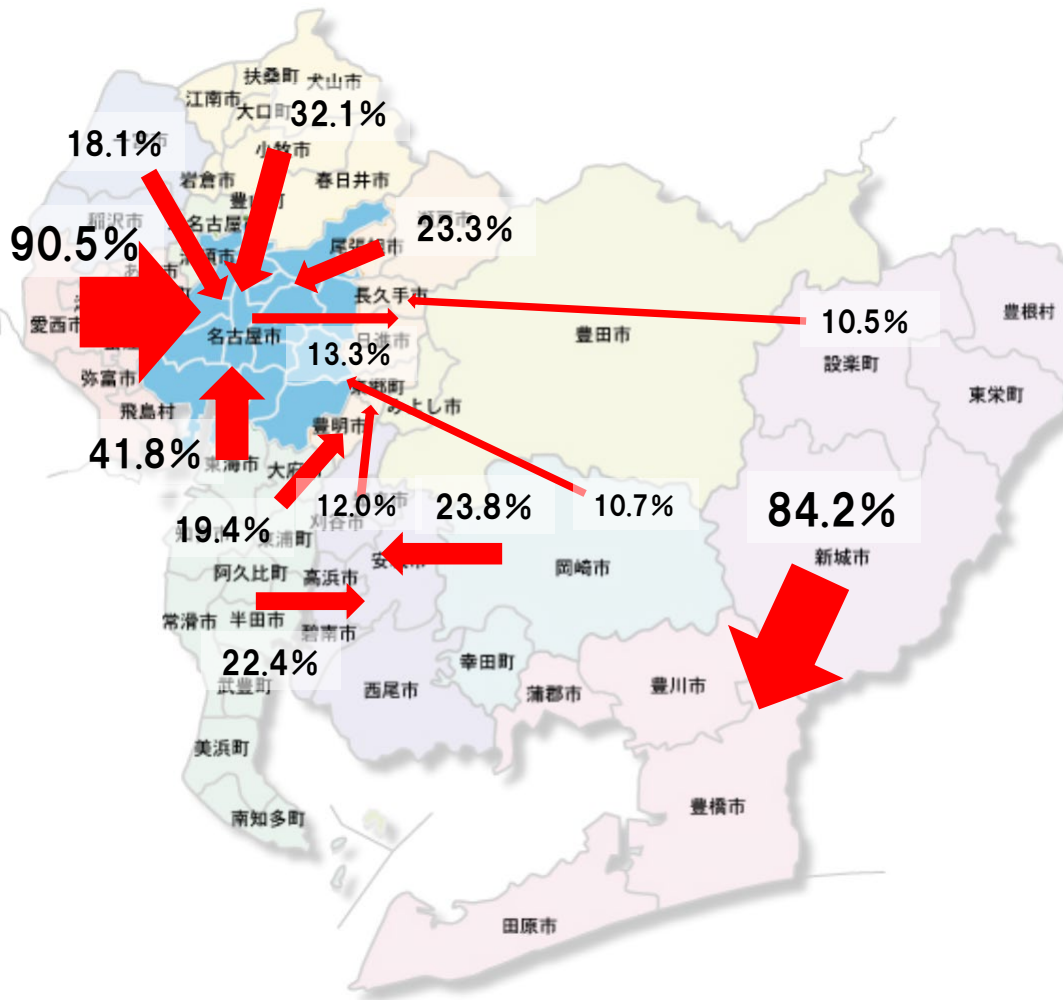 扶桑町
犬山市
江南市
大口町
32.1%
18.1%
小牧市
岩倉市
春日井市
稲沢市
名古屋
90.5%
23.3%
長久手市
愛西市
名古屋市
豊田市
10.5%
豊根村
日進市
13.3%
設楽町
弥富市
東郷町
東栄町
飛島村
みよし市
豊明市
41.8%
東海市
大府
19.4%
12.0%
23.8%
10.7%
84.2%
刈谷市
東浦町
新城市
阿久比町
高浜市
岡崎市
常滑市
半田市
碧南市
22.4%
幸田町
武豊町
西尾市
蒲郡市
豊川市
美浜町
豊橋市
南知多町
田原市